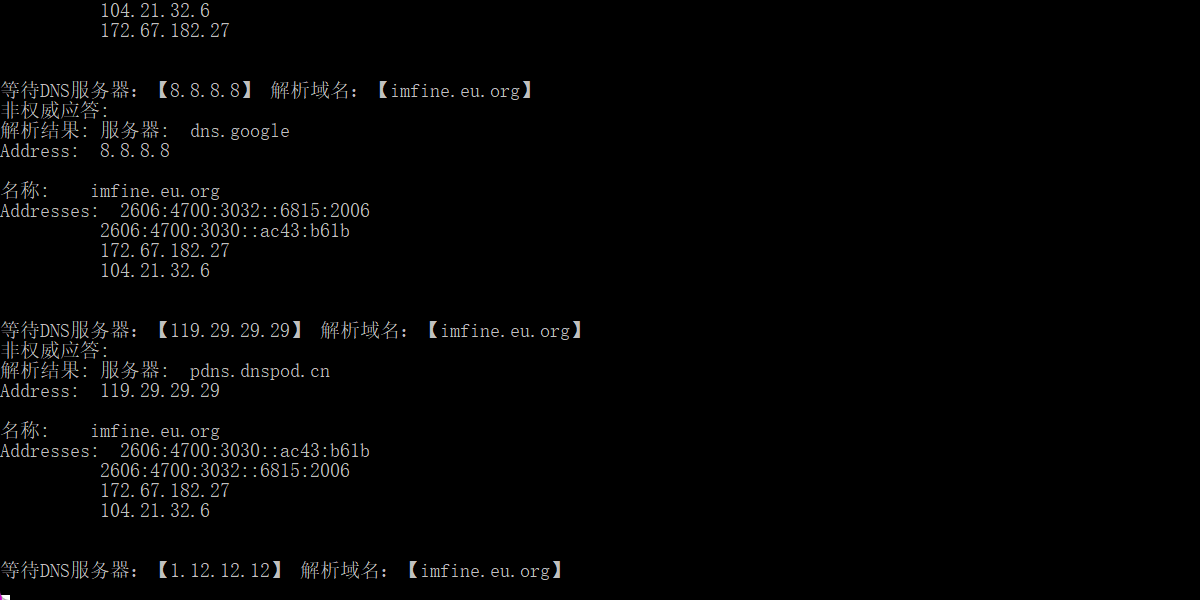 104.21.32.6
172.67.182.27
等待DNS服务器：【8.8.8.8】 解析域名：【imfine.eu.org】
非权威应答:
解析结果: 服务器:  dns.google
Address:  8.8.8.8
名称:    imfine.eu.org
Addresses:  2606:4700:3032::6815:2006
2606:4700:3030::ac43:b61b
172.67.182.27
104.21.32.6
等待DNS服务器：【119.29.29.29】 解析域名：【imfine.eu.org】
非权威应答:
解析结果: 服务器:  pdns.dnspod.cn
Address:  119.29.29.29
名称:    imfine.eu.org
Addresses:  2606:4700:3030::ac43:b61b
2606:4700:3032::6815:2006
172.67.182.27
104.21.32.6
等待DNS服务器：【1.12.12.12】 解析域名：【imfine.eu.org】